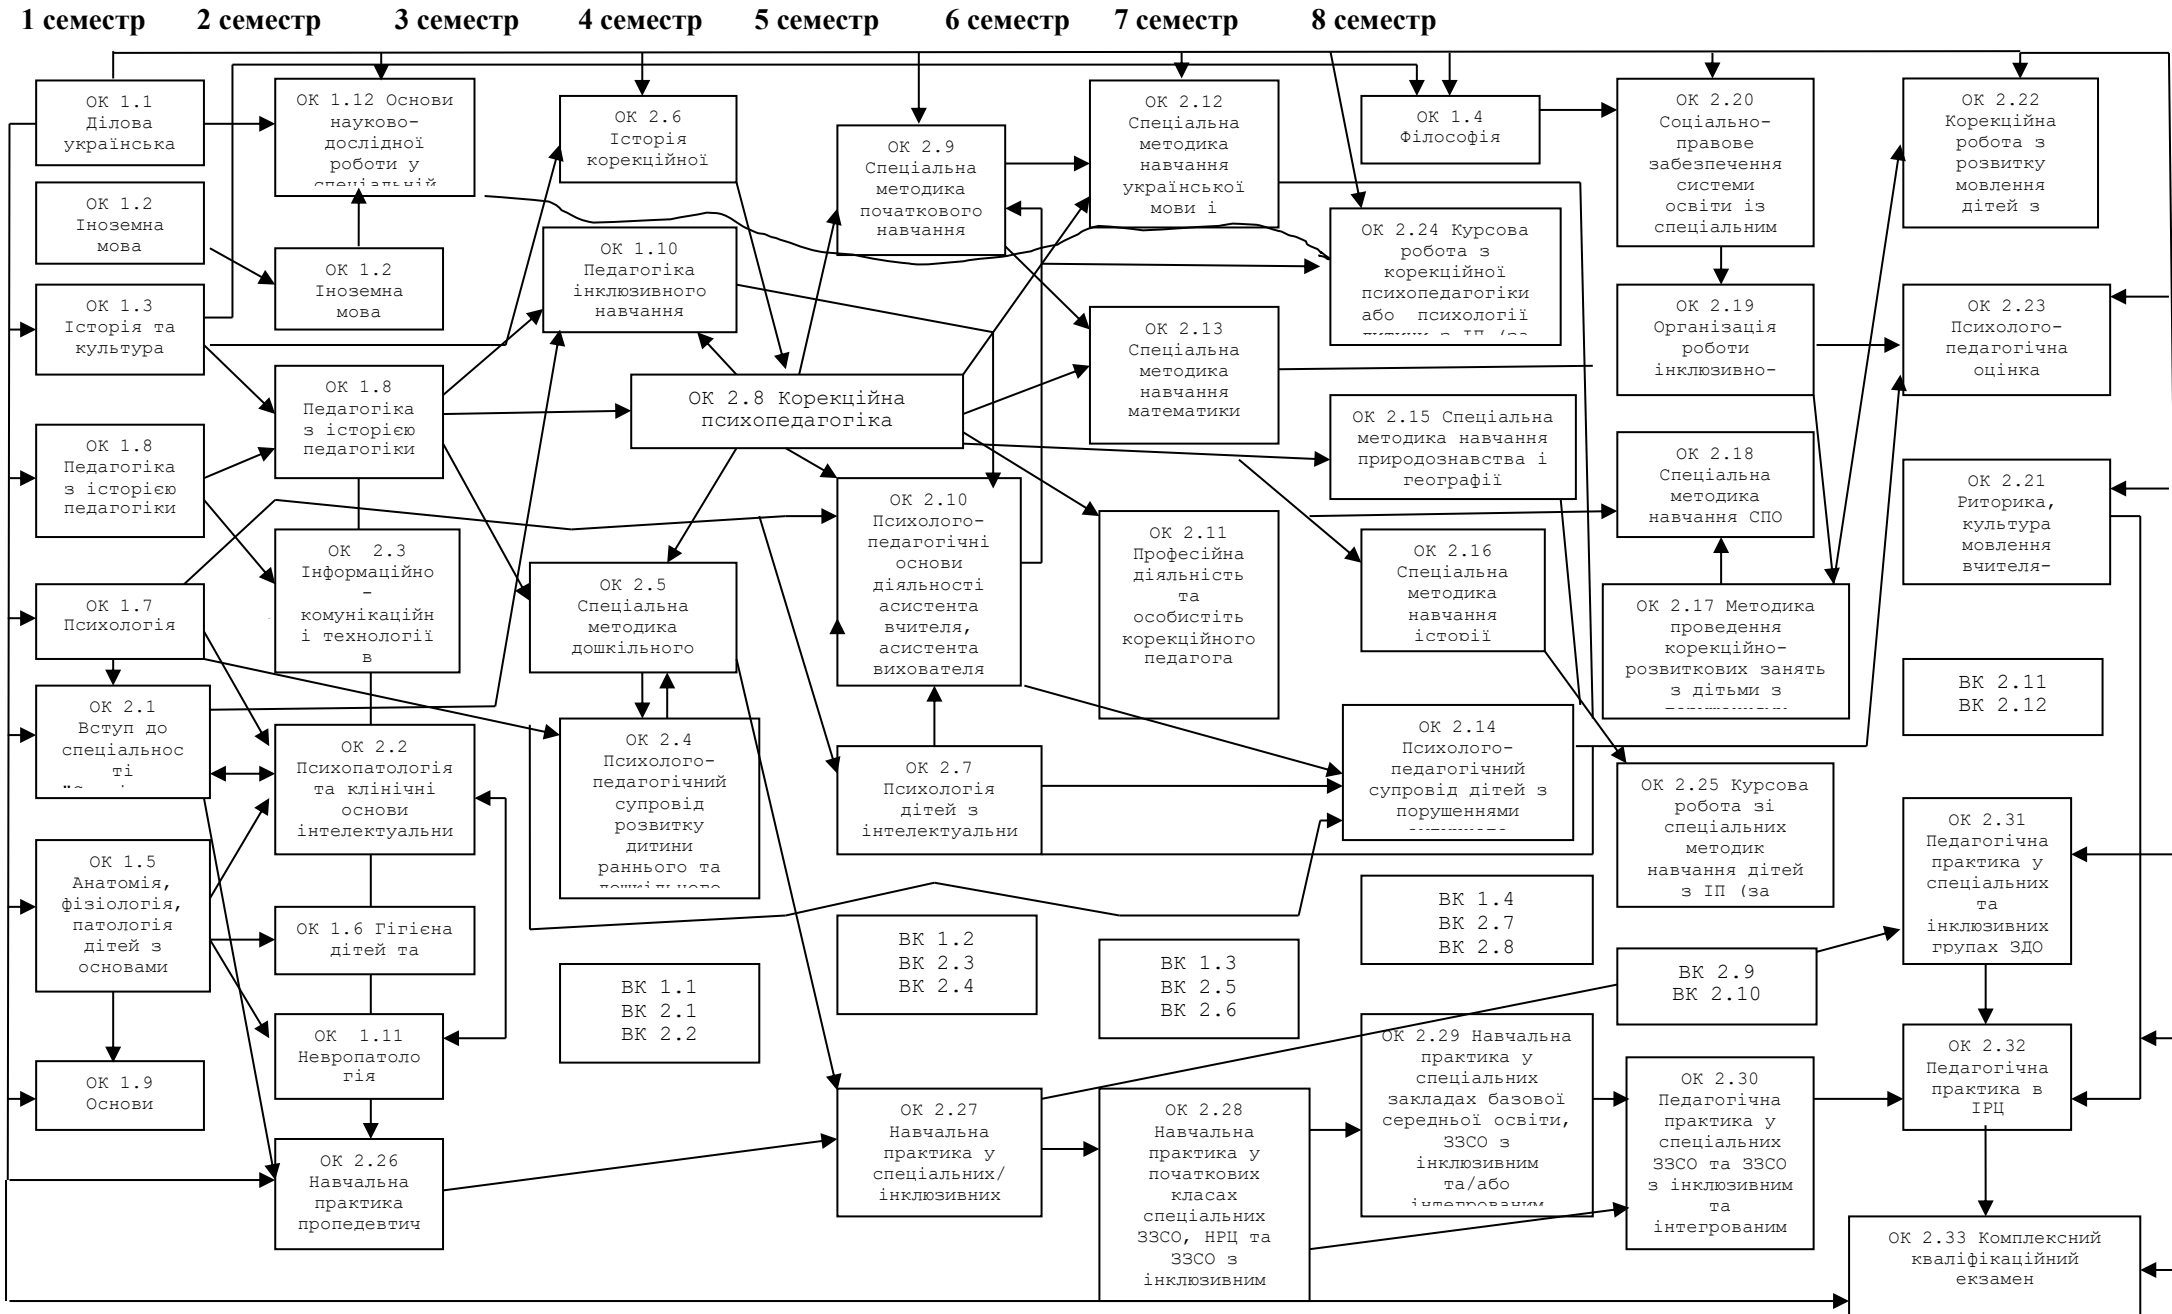 1 семестр 2 семестр 3 семестр 4 семестр 5 семестр 6 семестр 7 семестр 8 семестр
ОК 1.1
Ділова
українська
ОК 1.2
Іноземна
мова
ОК 1.3
Історія та
культура
ОК 1.8
Педагогіка
з історією
педагогіки
ОК 1.7
Психологія
ОК 2.1
Вступ до
спеціальнос
ті
ОК 1.5
Анатомія,
фізіологія,
патологія
дітей з
основами
ОК 1.9
Основи
ОК 1.12 Основи
науково-
дослідної
роботи у
спеціальній
ОК 1.2
Іноземна
мова
ОК 1.8
Педагогіка
з історією
педагогіки
ОК 2.3
Інформаційно
-
комунікаційн
і технології
в
ОК 2.2
Психопатологія
та клінічні
основи
інтелектуальни
ОК 1.6 Гігієна
дітей та
ОК 1.11
Невропатоло
гія
ОК 2.26
Навчальна
практика
пропедевтич
ОК 2.6
Історія
корекційної
ОК 1.10
Педагогіка
інклюзивного
навчання
ОК 2.8 Корекційна
психопедагогіка
ОК 2.5
Спеціальна
методика
дошкільного
ОК 2.4
Психолого-
педагогічний
супровід
розвитку
дитини
раннього та
дошкільного
ВК 1.1
ВК 2.1
ВК 2.2
ОК 2.9
Спеціальна
методика
початкового
навчання
ОК 2.10
Психолого-
педагогічні
основи
діяльності
асистента
вчителя,
асистента
вихователя
ОК 2.7
Психологія
дітей з
інтелектуальни
ВК 1.2
ВК 2.3
ВК 2.4
ОК 2.27
Навчальна
практика у
спеціальних/
інклюзивних
ОК 2.12
Спеціальна
методика
навчання
української
мови і
ОК 2.13
Спеціальна
методика
навчання
математики
ОК 2.11
Професійна
діяльність
та
особистість
корекційного
педагога
ВК 1.3
ВК 2.5
ВК 2.6
ОК 2.28
Навчальна
практика у
початкових
класах
спеціальних
ЗЗСО, НРЦ та
ЗЗСО з
інклюзивним
ОК 1.4
Філософія
ОК 2.24 Курсова
робота з
корекційної
психопедагогіки
або психології
дитини з ІП (за
ОК 2.15 Спеціальна
методика навчання
природознавства і
географії
ОК 2.16
Спеціальна
методика
навчання
історії
ОК 2.14
Психолого-
педагогічний
супровід дітей з
порушеннями
ВК 1.4
ВК 2.7
ВК 2.8
ОК 2.29 Навчальна
практика у
спеціальних
закладах базової
середньої освіти,
ЗЗСО з
інклюзивним
та/або
інтегрованим
ОК 2.20
Соціально-
правове
забезпечення
системи
освіти із
спеціальним
ОК 2.19
Організація
роботи
інклюзивно-
ОК 2.18
Спеціальна
методика
навчання СПО
ОК 2.17 Методика
проведення
корекційно-
розвиткових занять
з дітьми з
ОК 2.25 Курсова
робота зі
спеціальних
методик
навчання дітей
з ІП (за
ВК 2.9
ВК 2.10
ОК 2.30
Педагогічна
практика у
спеціальних
ЗЗСО та ЗЗСО
з інклюзивним
та
інтегрованим
ОК 2.22
Корекційна
робота з
розвитку
мовлення
дітей з
ОК 2.23
Психолого-
педагогічна
оцінка
ОК 2.21
Риторика,
культура
мовлення
вчителя-
ВК 2.11
ВК 2.12
ОК 2.31
Педагогічна
практика у
спеціальних
та
інклюзивних
групах ЗДО
ОК 2.32
Педагогічна
практика в
ІРЦ
ОК 2.33 Комплексний
кваліфікаційний
екзамен